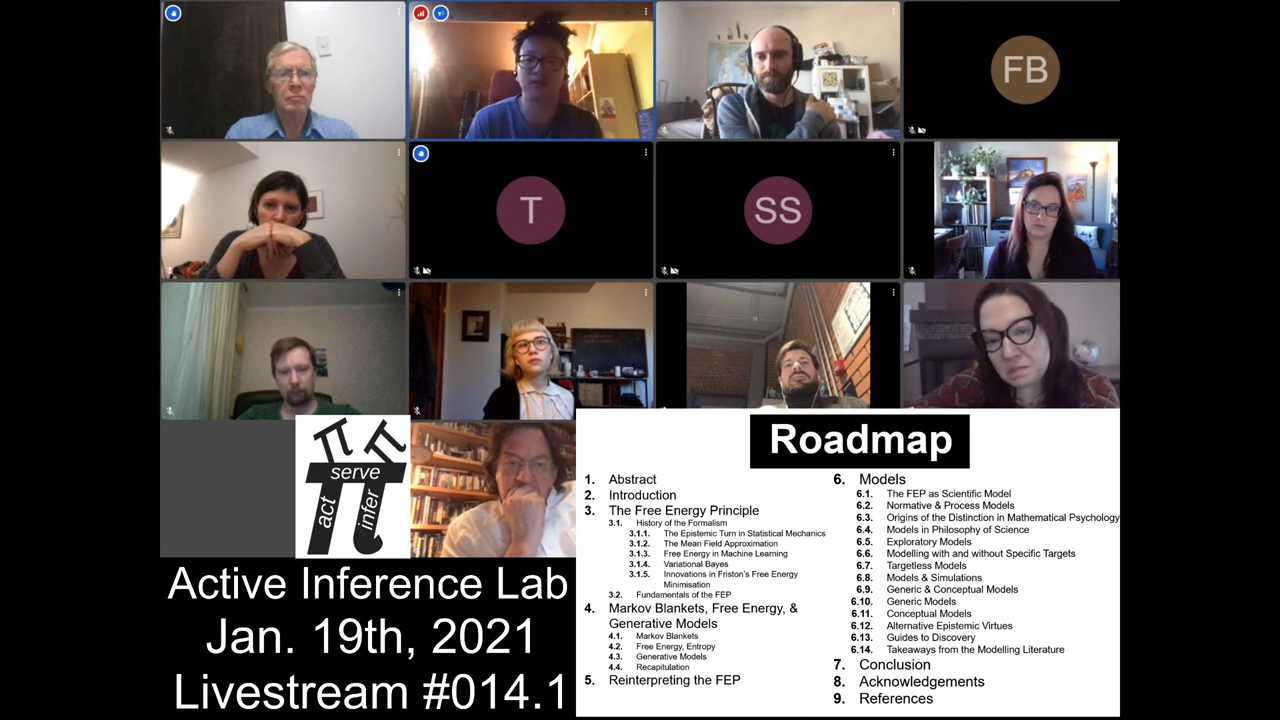 FB
T
SS
π π
serve
π
act
infer
Active Inference Lab
Jan. 19th, 2021
Livestream #014.1
Roadmap
1. Abstract
2. Introduction
3. The Free Energy Principle
3.1. History of the Formalism
3.1.1. The Epistemic Turn in Statistical Mechanics
3.1.2. The Mean Field Approximation
3.1.3. Free Energy in Machine Learning
3.1.4. Variational Bayes
3.1.5. Innovations in Friston's Free Energy
Minimisation
3.2. Fundamentals of the FEP
4. Markov Blankets, Free Energy, &
Generative Models
4.1. Markov Blankets
4.2. Free Energy, Entropy
4.3. Generative Models
4.4. Recapitulation
5. Reinterpreting the FEP
6. Models
6.1. The FEP as Scientific Model
6.2. Normative & Process Models
6.3. Origins of the Distinction in Mathematical Psychology
6.4. Models in Philosophy of Science
6.5. Exploratory Models
6.6. Modelling with and without Specific Targets
6.7. Targetless Models
6.8. Models & Simulations
6.9. Generic & Conceptual Models
6.10. Generic Models
6.11. Conceptual Models
6.12. Alternative Epistemic Virtues
6.13. Guides to Discovery
6.14. Takeaways from the Modelling Literature
7. Conclusion
8. Acknowledgements
9. References